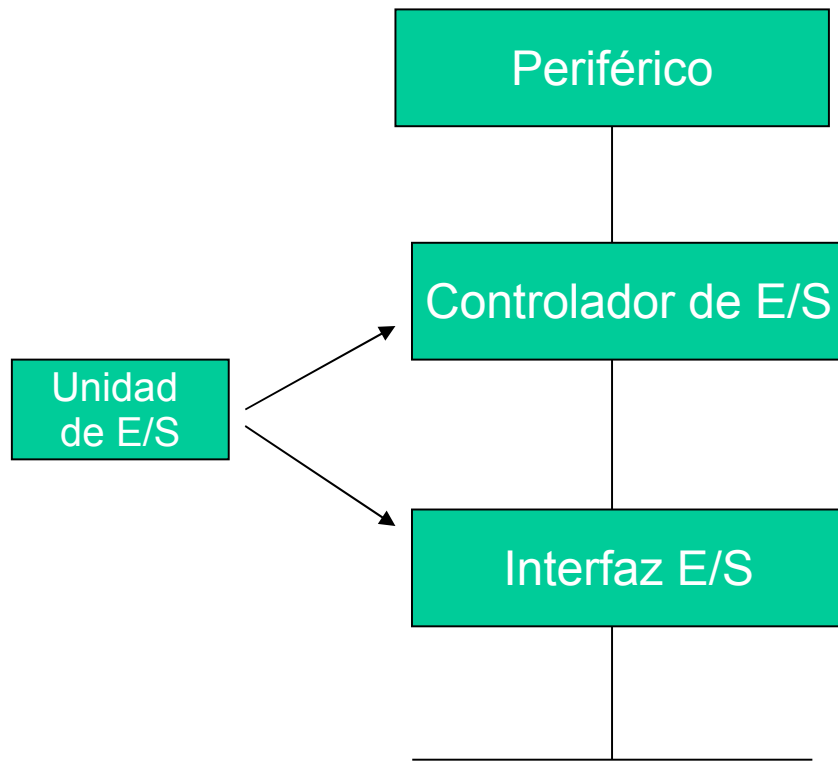 Periférico
Controlador de E/S
Unidad
de E/S
Interfaz E/S